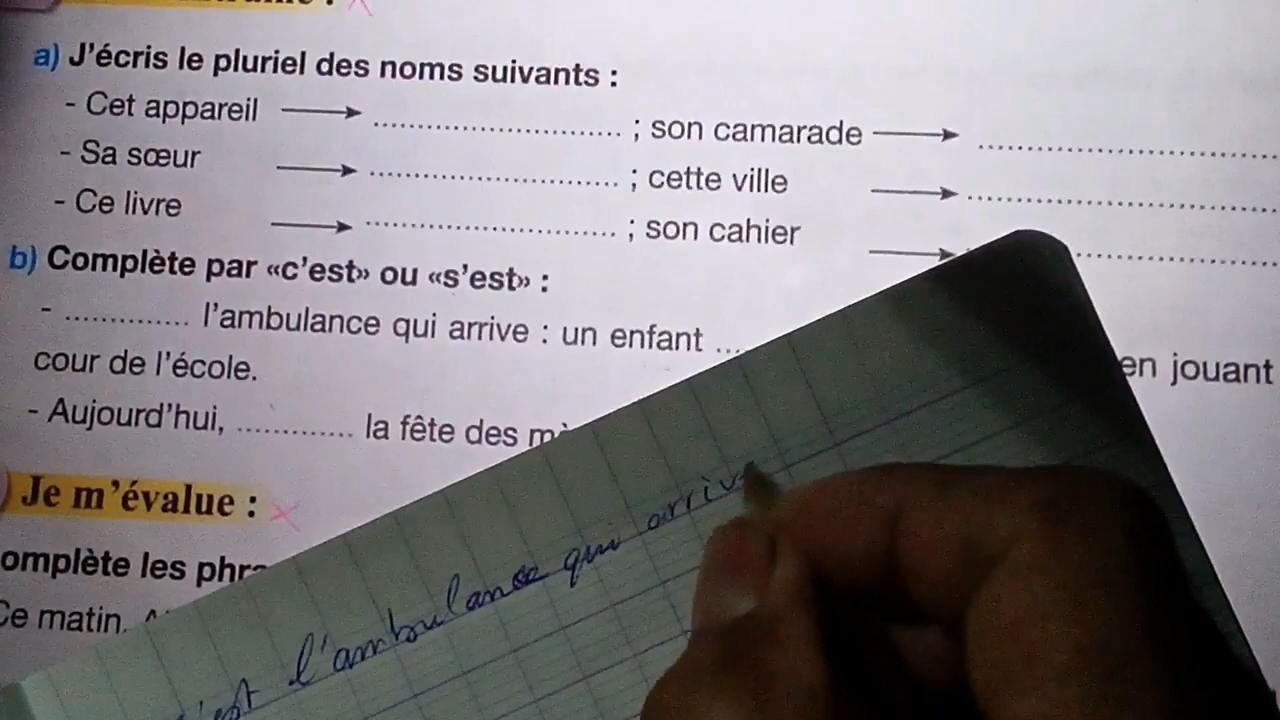 a) J'écris le pluriel des noms suivants :
- Cet appareil ............................ ; son camarade ............................
- Sa sœur ............................ ; cette ville ............................
- Ce livre ............................ ; son cahier ............................
b) Complète par «c'est» ou «s'est» :
- .............. l'ambulance qui arrive : un enfant ... en jouant
cour de l'école.
- Aujourd'hui, ............. la fête des
Je m'évalue :
omplète les
Ce matin.
l'ambulance qui arrive